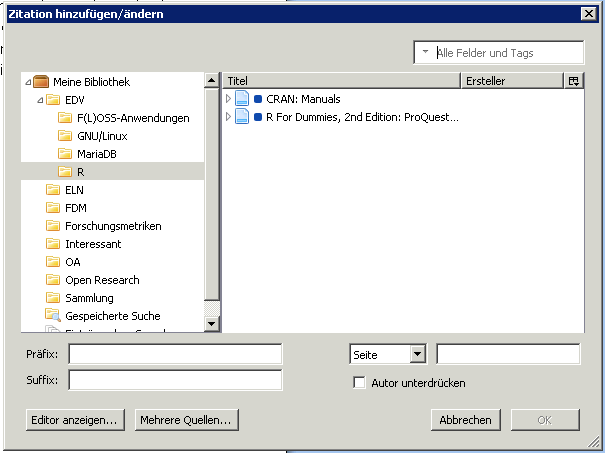 Zitation hinzufügen/ändern
Alle Felder und Tags
Meine Bibliothek
EDV
F(L)OSS-Anwendungen
GNU/Linux
MariaDB
R
ELN
FDM
Forschungsmetriken
Interessant
OA
Open Research
Sammlung
Gespeicherte Suche
Titel Ersteller
CRAN: Manuals
R For Dummies, 2nd Edition: ProQuest...
Präfix:
Seite
Suffix:
Autor unterdrücken
Editor anzeigen... Mehrere Quellen... Abbrechen OK